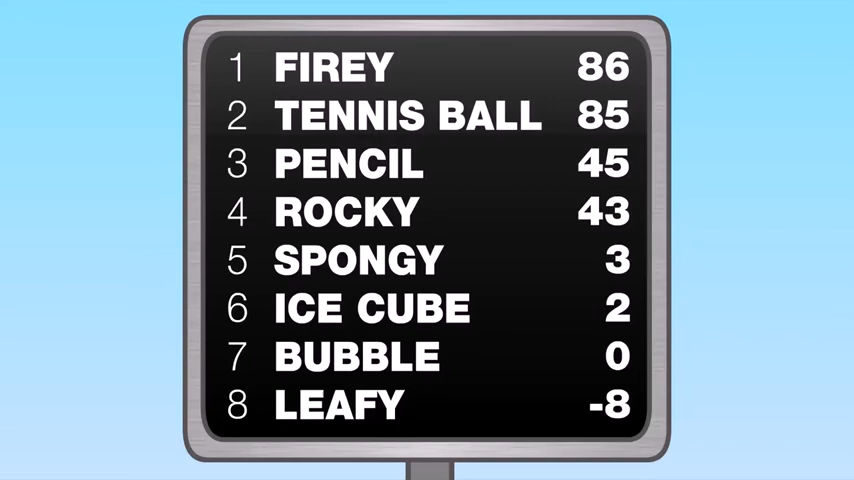 1 FIREY 86
2 TENNIS BALL 85
3 PENCIL 45
4 ROCKY 43
5 SPONGY 3
6 ICE CUBE 2
7 BUBBLE 0
8 LEAFY -8